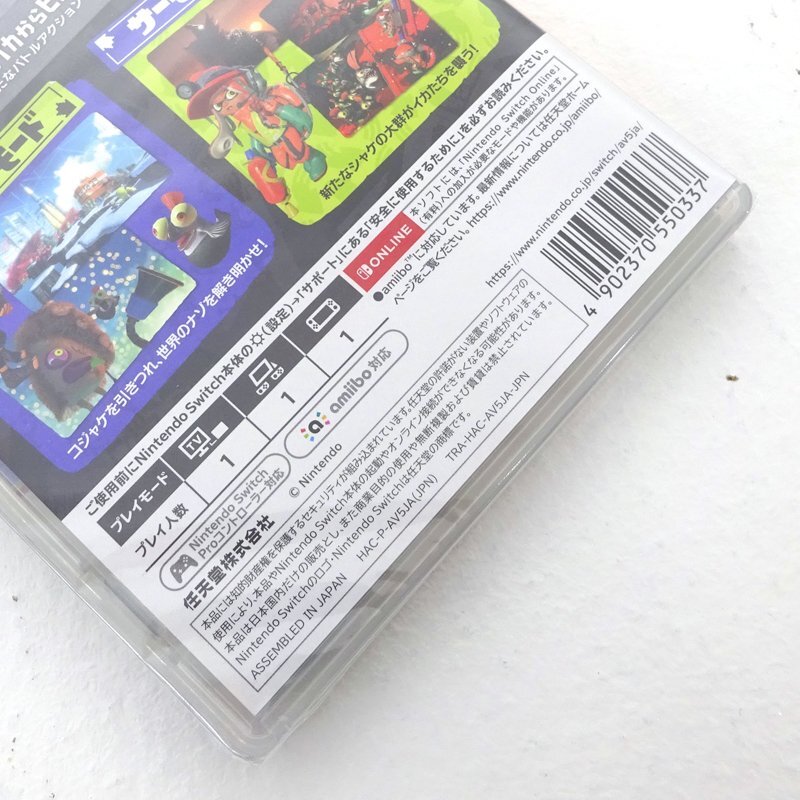 たなバトルアクション
モード
新たなシャケの大群がイカたちを襲う!
コジャケを引きつれ、世界のナゾを解き明かせ!
ご使用前にNintendo Switch本体の(設定)→「サポート」にある「安全に使用するために」を必ずお読みください。
プレイモード
TV
プレイ人数
1
1
1
ONLINE
本ソフトには、「Nintendo Switch Online」
(有料)への加入が必要なモードや機能があります。
●amiibo™に対応しています。最新情報については任天堂ホーム
ページをご覧ください。https://www.nintendo.co.jp/amiibo/
Nintendo Switch
Proコントローラー対応
amiibo 対応
https://www.nintendo.co.jp/switch/av5ja/
4 902370 550337
任天堂株式会社
© Nintendo
本品には知的財産権を保護するセキュリティが組み込まれています。任天堂の許諾がない装置やソフトウェアの
使用により、本品やNintendo Switch本体の起動やオンライン接続ができなくなる可能性があります。
本品は日本国内だけの販売とし、また商業目的の使用や無断複製および賃貸は禁止されています。
Nintendo Switchのロゴ・Nintendo Switchは任天堂の商標です。
ASSEMBLED IN JAPAN
HAC-P-AV5JA(JPN)
TRA-HAC-AV5JA-JPN